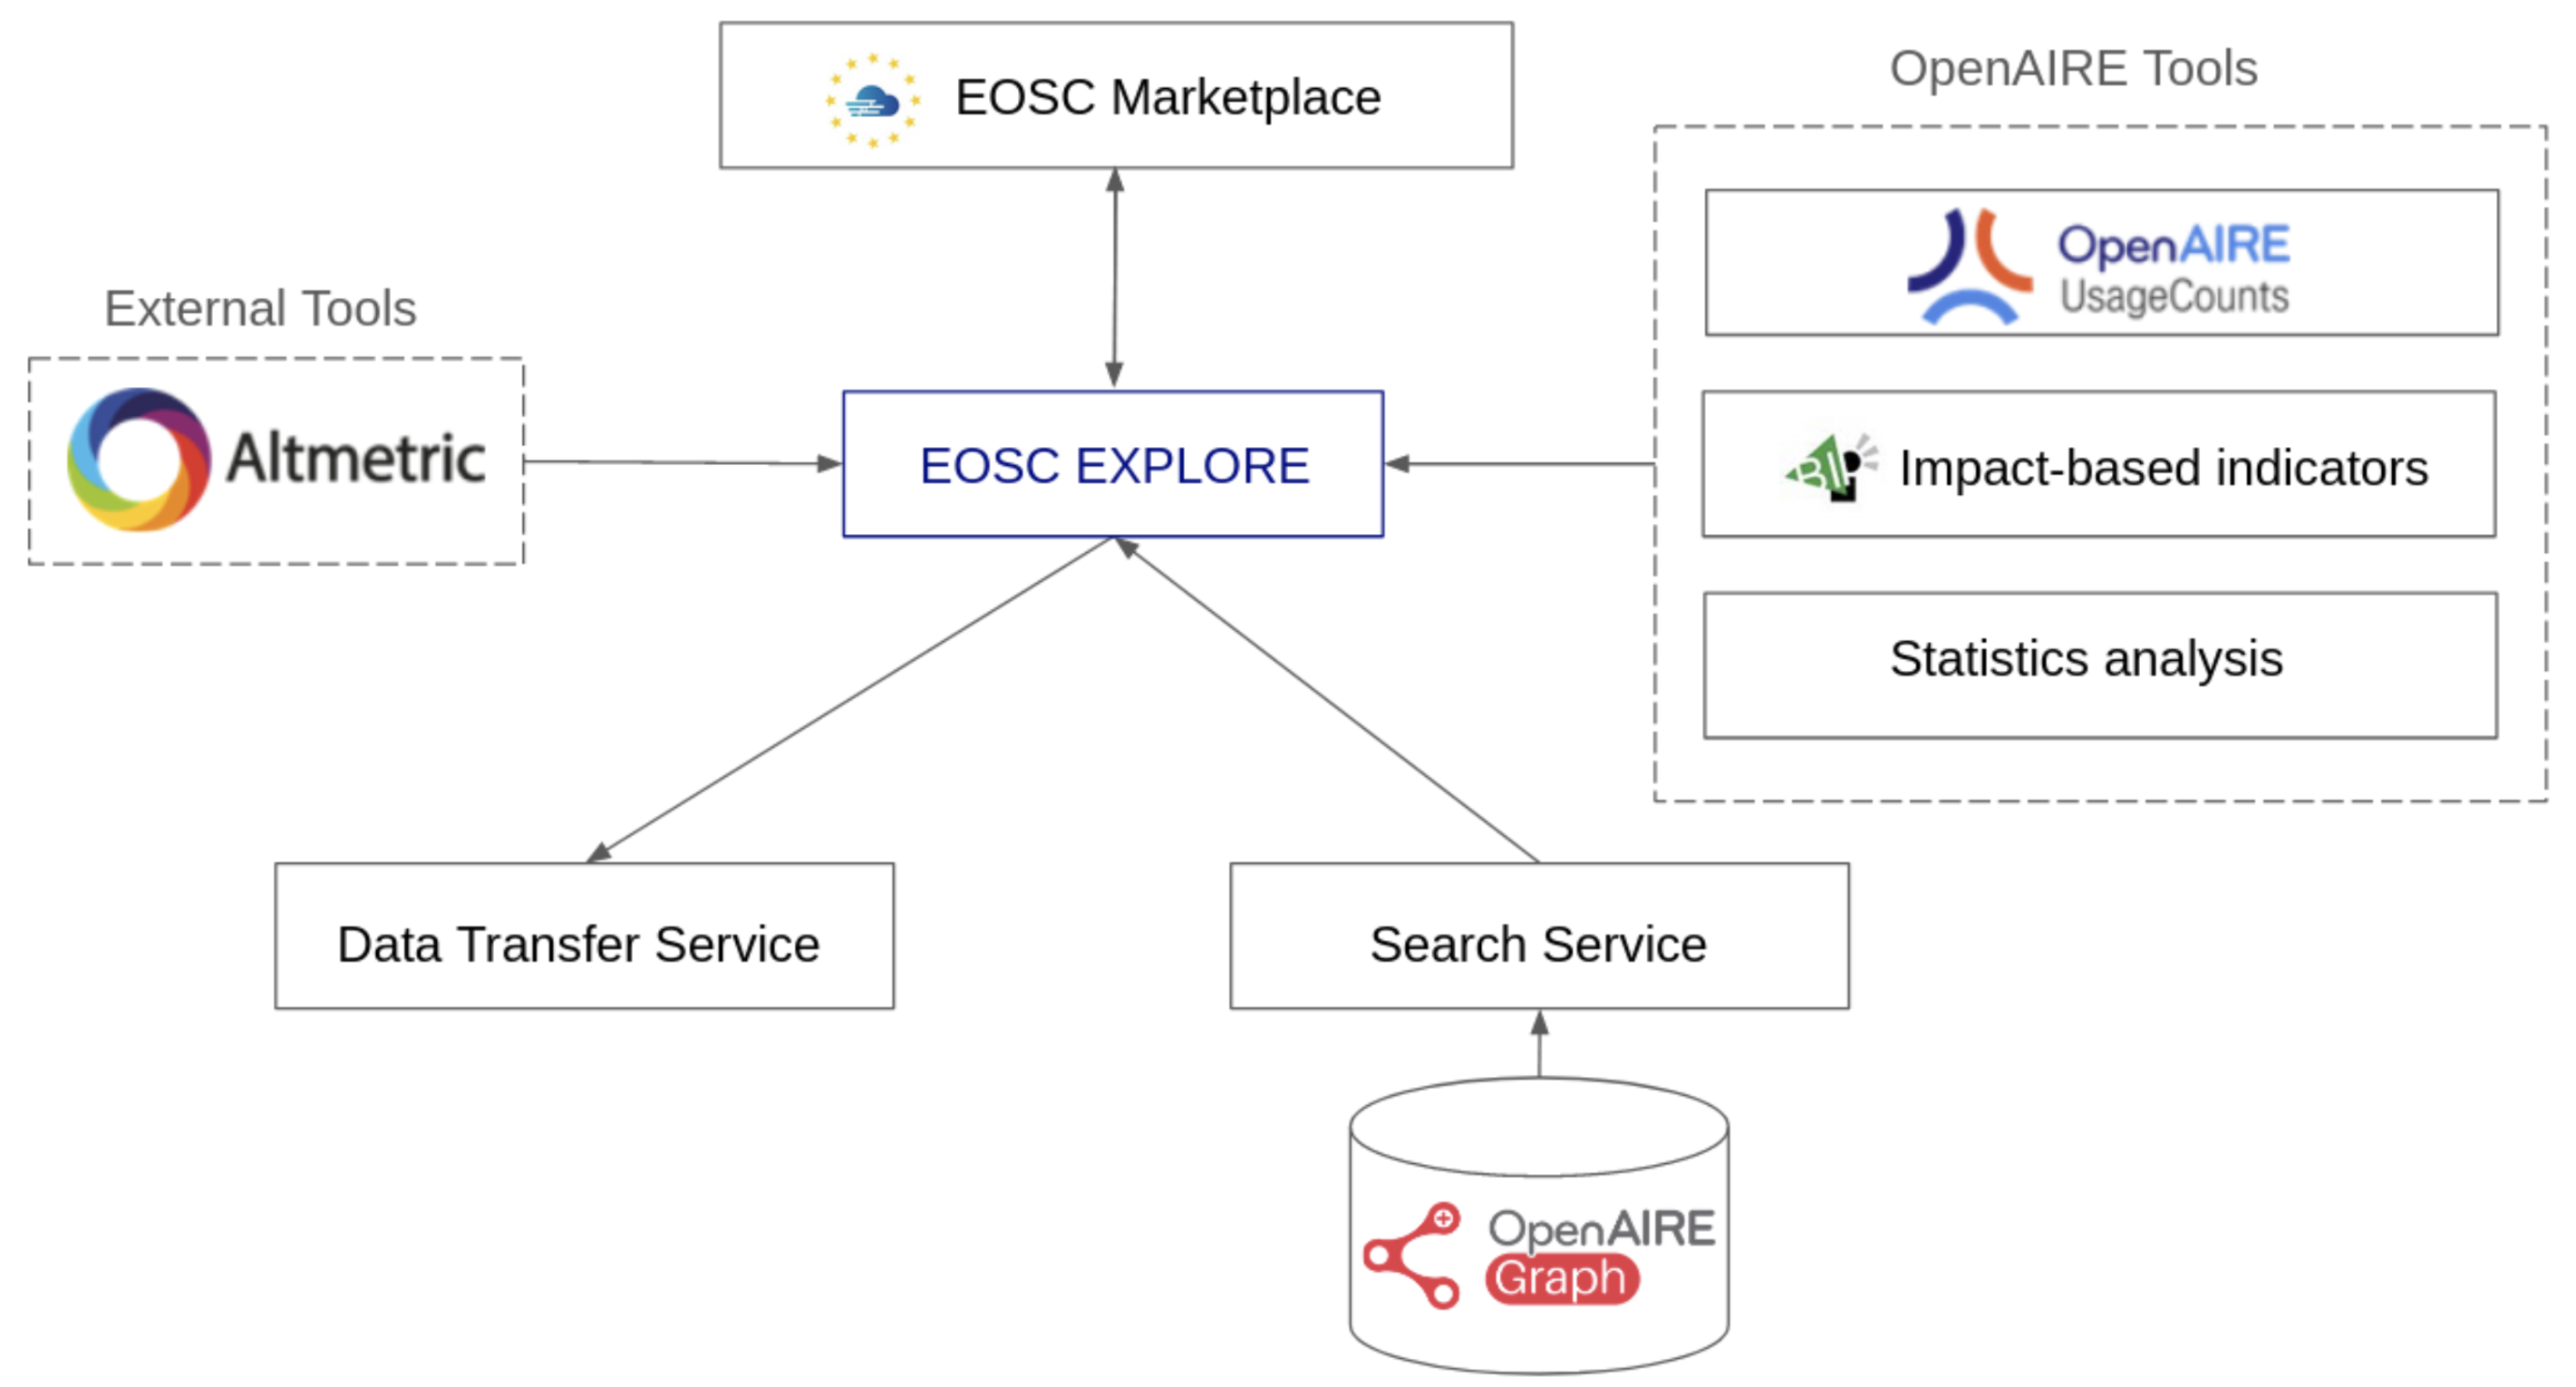 EOSC Marketplace
OpenAIRE Tools
OpenAIRE
UsageCounts
External Tools
Altmetric
EOSC EXPLORE
BIP
Impact-based indicators
Statistics analysis
Data Transfer Service
Search Service
OpenAIRE
Graph